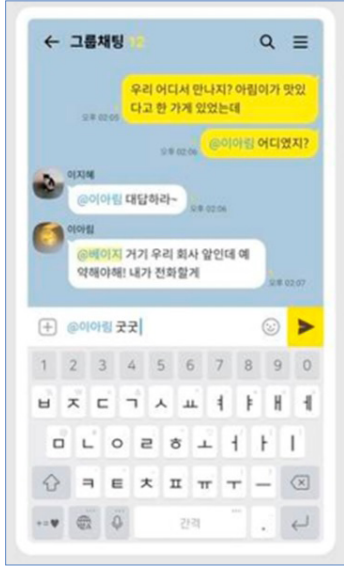 그룹채팅 12
우리 어디서 만나지? 아림이가 맛있
다고 한 가게 있었는데
오후 02:05
@이아림 어디였지?
오후 02:06
이지혜
@이아림 대답하라~
오후 02:06
이아림
@베이지 거기 우리 회사 앞인데 예
약해야해! 내가 전화할게
오후 02:07
@이아림 굿굿
1 2 3 4 5 6 7 8 9 0
ㅂ ㅈ ㄷ ㄱ ㅅ ㅛ ㅕ ㅑ ㅐ ㅔ
ㅁ ㄴ ㅇ ㄹ ㅎ ㅗ ㅓ ㅏ ㅣ
ㅋ ㅌ ㅊ ㅍ ㅠ ㅜ ㅡ
간격 .